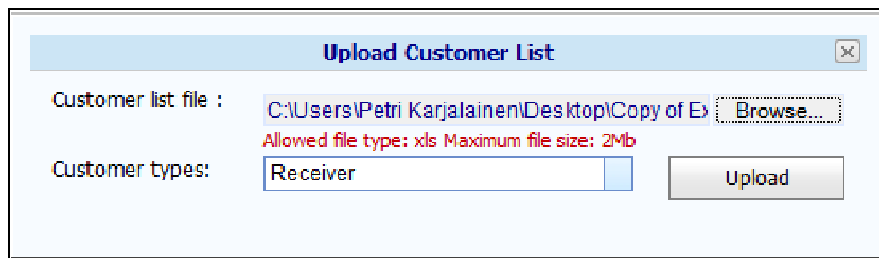 Upload Customer List
Customer list file :
C:\Users\Petri Karjalainen\Desktop\Copy of Ex Browse...
Allowed file type: xls Maximum file size: 2Mb
Customer types:
Receiver
Upload